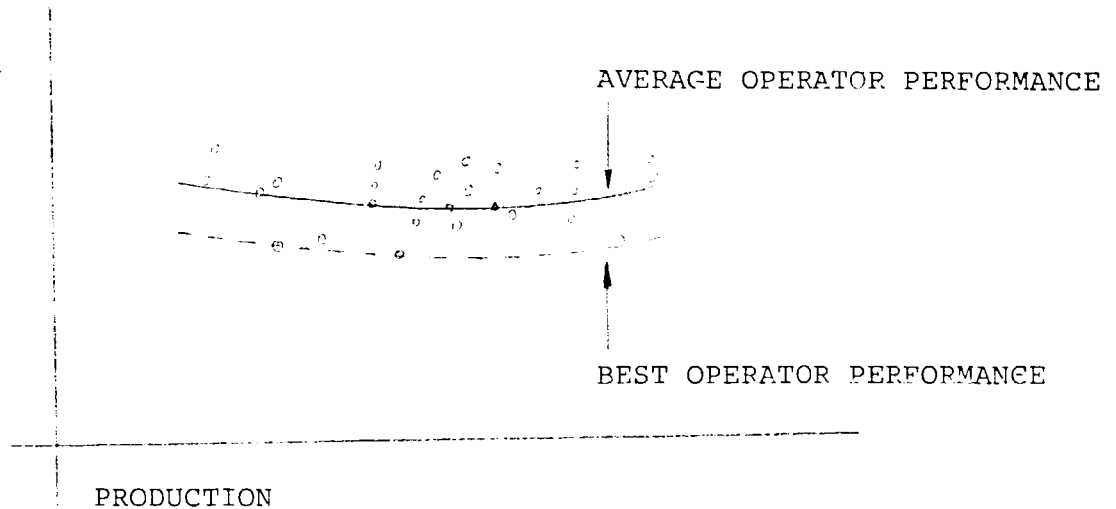 AVERAGE OPERATOR PERFORMANCE
BEST OPERATOR PERFORMANCE
PRODUCTION